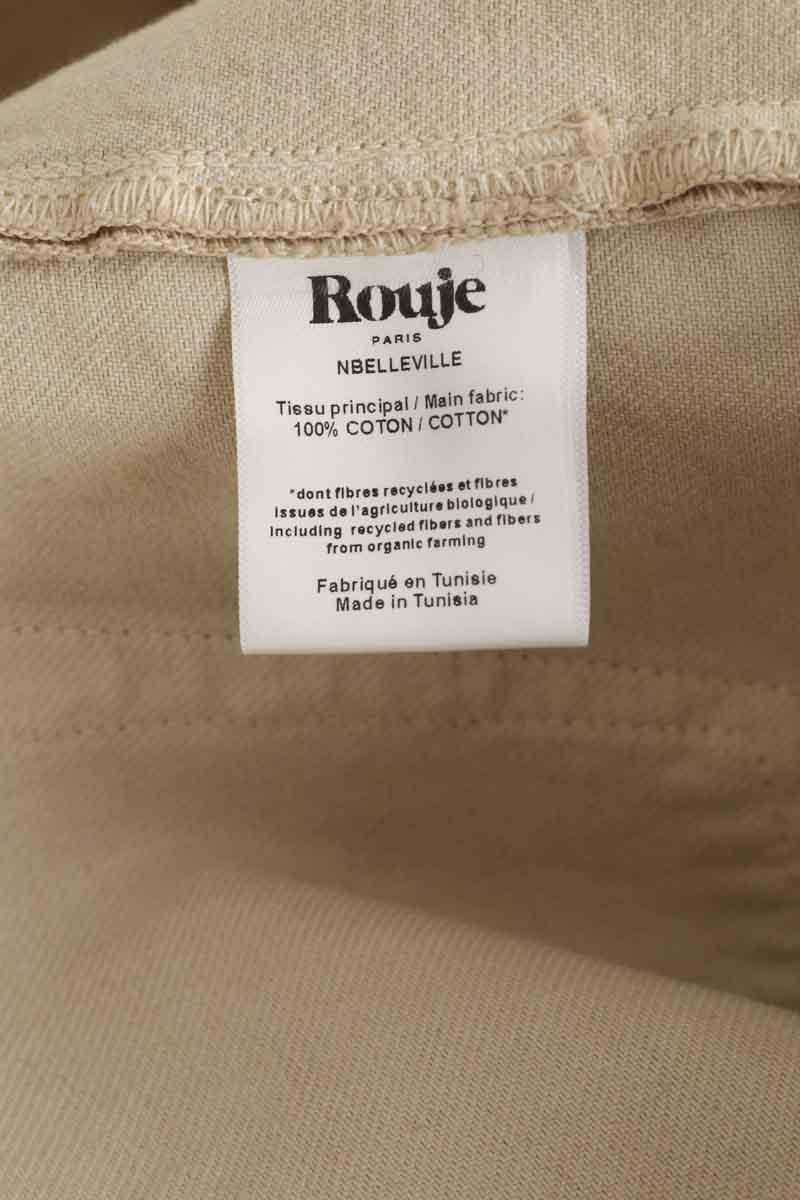 Rouje
PARIS
NBELLEVILLE
Tissu principal / Main fabric:
100% COTON / COTTON*
*dont fibres recyclées et fibres
issues de l'agriculture biologique /
including recycled fibers and fibers
from organic farming
Fabriqué en Tunisie
Made in Tunisia